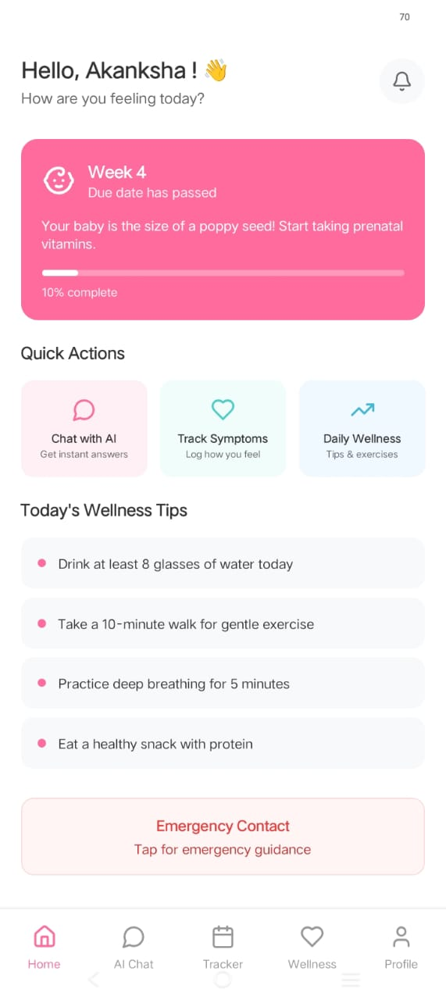 70
Hello, Akanksha ! 👋
How are you feeling today?
Week 4
Due date has passed
Your baby is the size of a poppy seed! Start taking prenatal
vitamins.
10% complete
Quick Actions
Chat with AI
Get instant answers
Track Symptoms
Log how you feel
Daily Wellness
Tips & exercises
Today's Wellness Tips
Drink at least 8 glasses of water today
Take a 10-minute walk for gentle exercise
Practice deep breathing for 5 minutes
Eat a healthy snack with protein
Emergency Contact
Tap for emergency guidance
Home
AI Chat
Tracker
Wellness
Profile